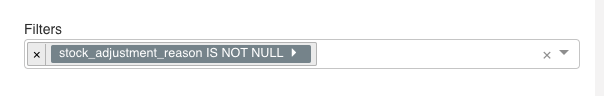 Filters
× stock_adjustment_reason IS NOT NULL ×